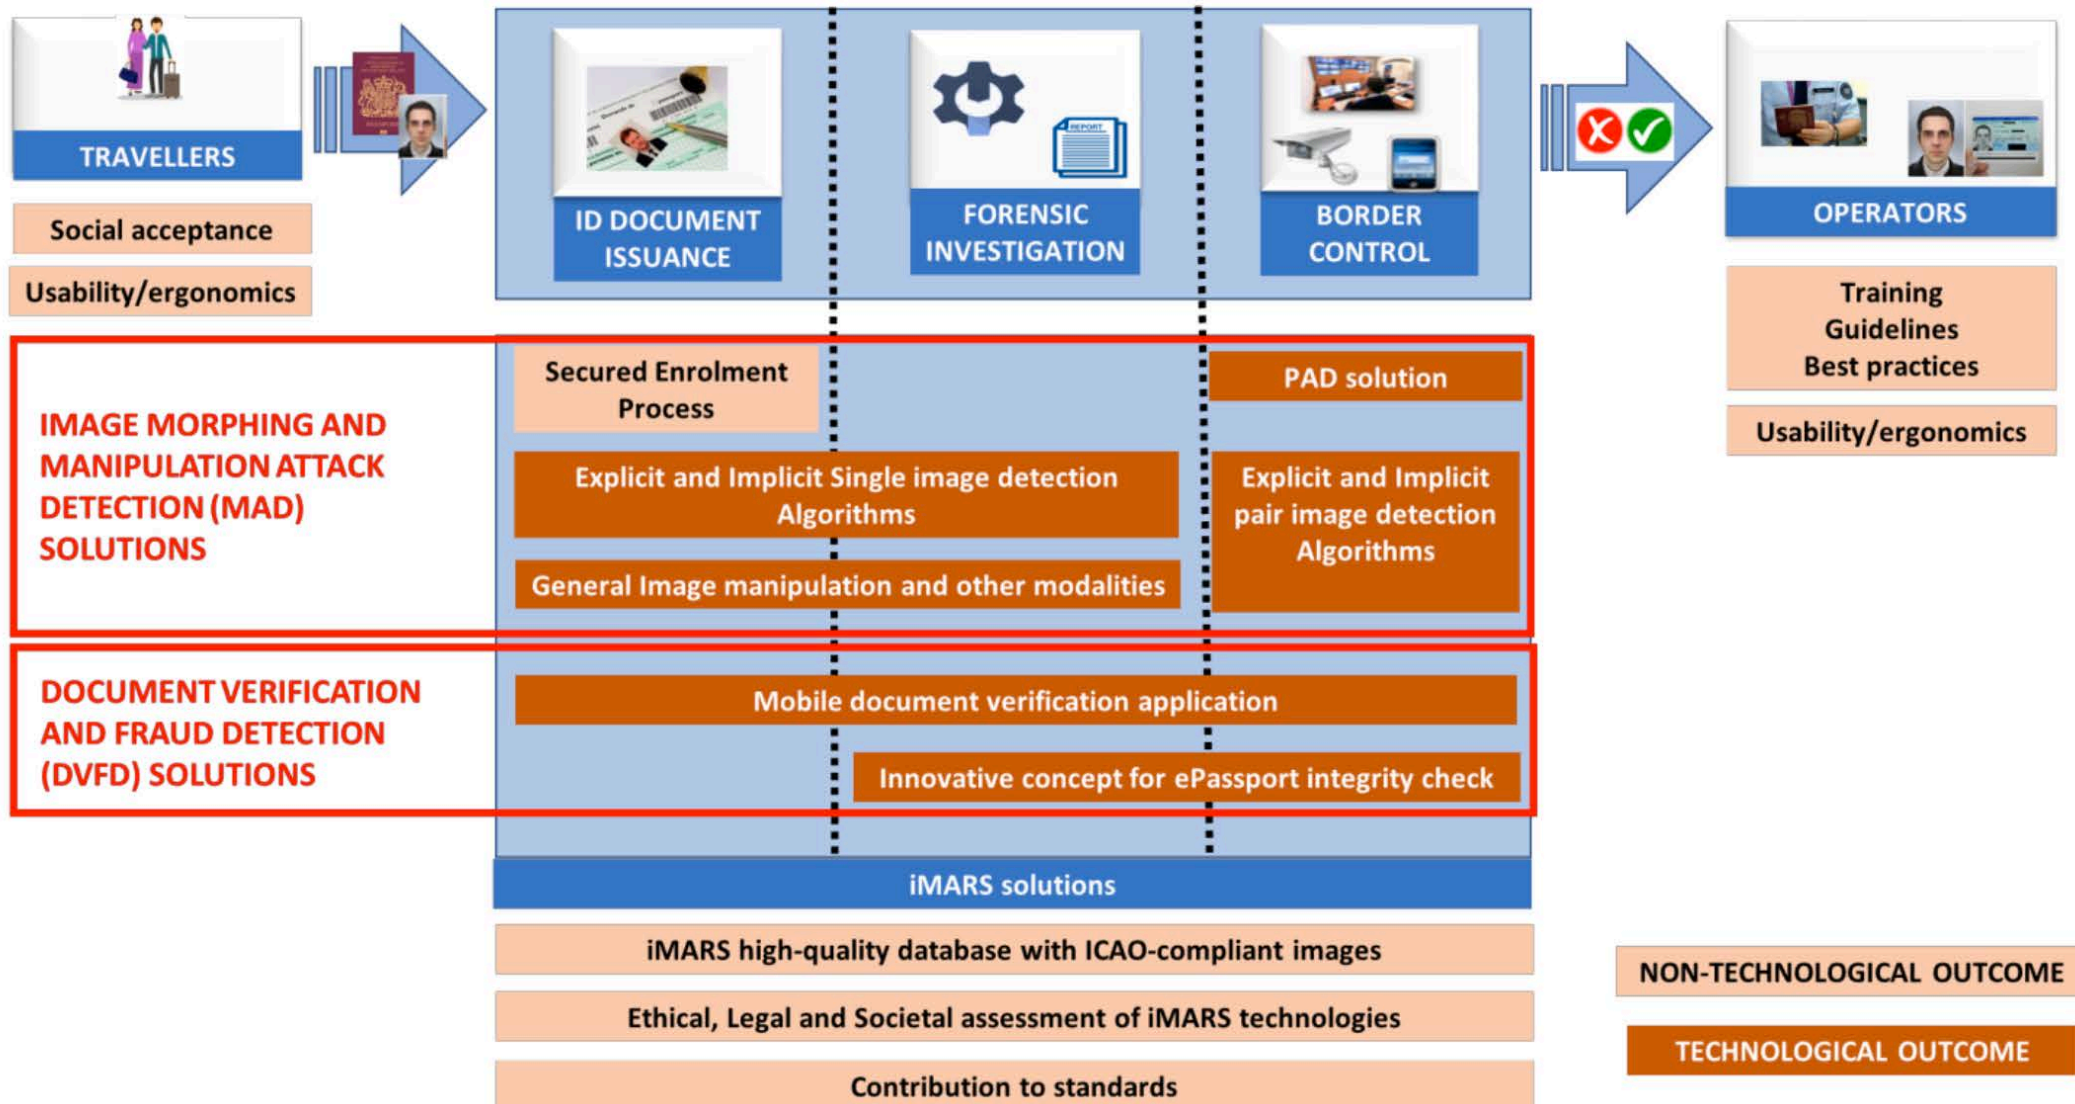 TRAVELLERS
Social acceptance
Usability/ergonomics
ID DOCUMENT
ISSUANCE
REPORT
FORENSIC
INVESTIGATION
BORDER
CONTROL
OPERATORS
Training
Guidelines
Best practices
Usability/ergonomics
IMAGE MORPHING AND
MANIPULATION ATTACK
DETECTION (MAD)
SOLUTIONS
Secured Enrolment
Process
PAD solution
Explicit and Implicit Single image detection
Algorithms
Explicit and Implicit
pair image detection
Algorithms
General Image manipulation and other modalities
DOCUMENT VERIFICATION
AND FRAUD DETECTION
(DVFD) SOLUTIONS
Mobile document verification application
Innovative concept for ePassport integrity check
iMARS solutions
iMARS high-quality database with ICAO-compliant images
Ethical, Legal and Societal assessment of iMARS technologies
Contribution to standards
NON-TECHNOLOGICAL OUTCOME
TECHNOLOGICAL OUTCOME